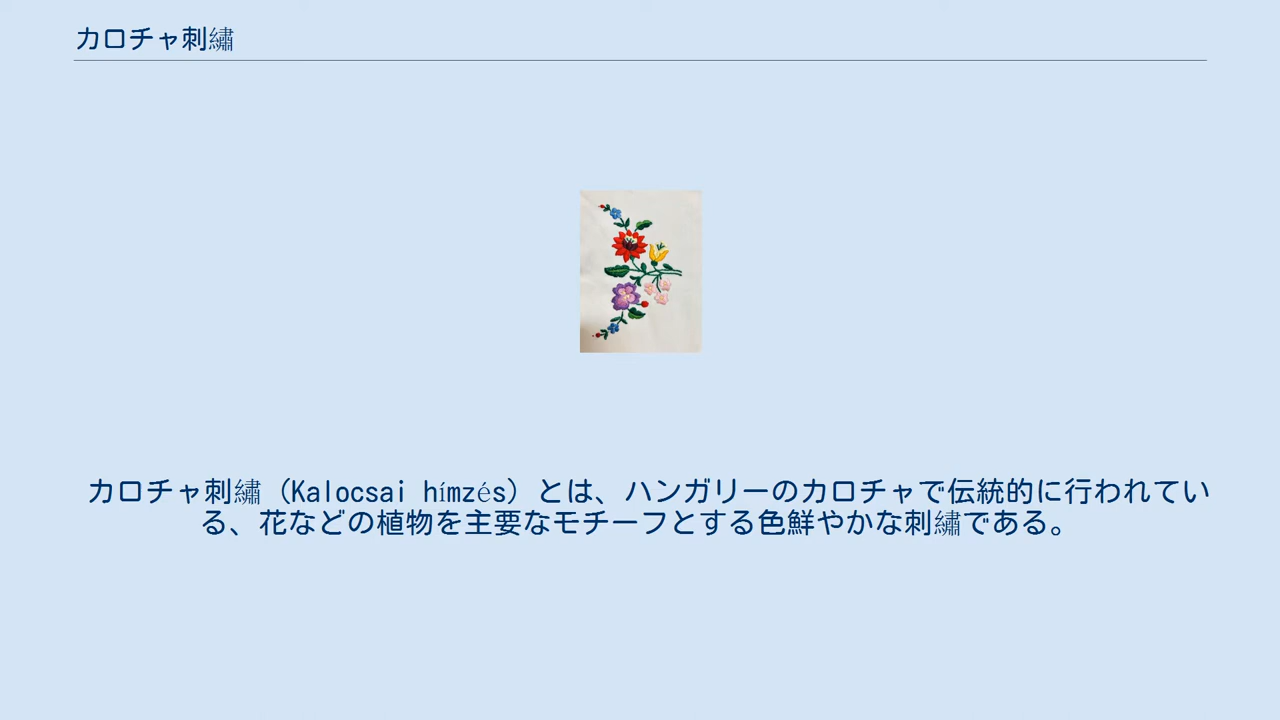 カロチャ刺繡
カロチャ刺繡（Kalocsai hímzés）とは、ハンガリーのカロチャで伝統的に行われてい
る、花などの植物を主要なモチーフとする色鮮やかな刺繡である。